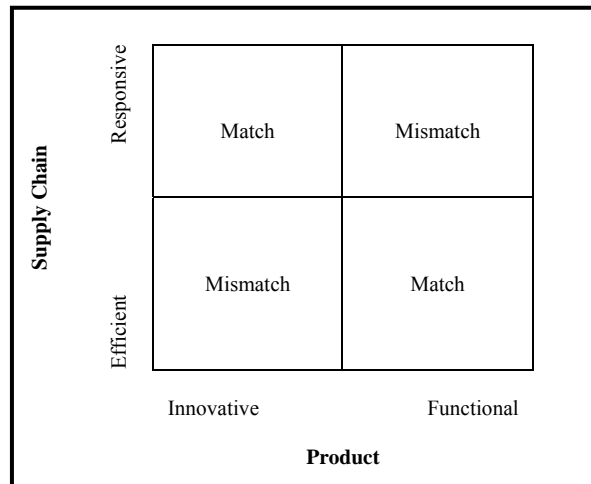 Supply Chain
Responsive
Match
Mismatch
Efficient
Mismatch
Match
Innovative
Functional
Product